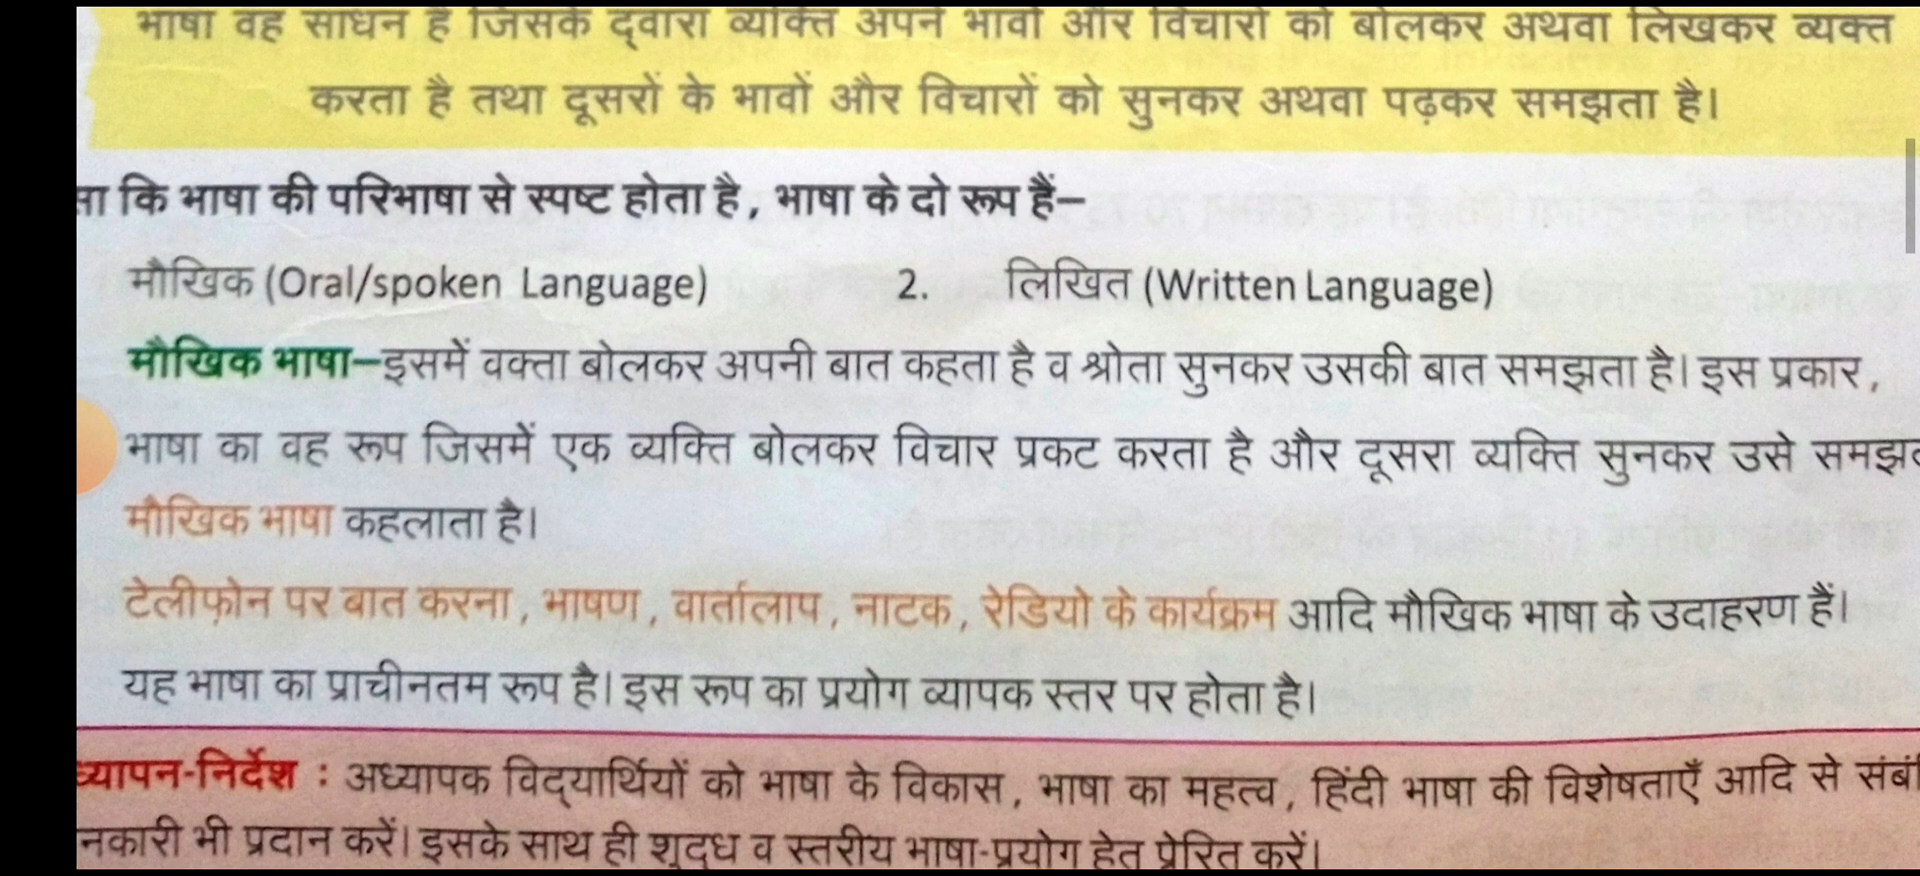 भाषा वह साधन है जिसके द्वारा व्यक्ति अपने भावों और विचारों को बोलकर अथवा लिखकर व्यक्त
करता है तथा दूसरों के भावों और विचारों को सुनकर अथवा पढ़कर समझता है।
कि भाषा की परिभाषा से स्पष्ट होता है, भाषा के दो रूप हैं–
मौखिक (Oral/spoken Language) 2. लिखित (Written Language)
मौखिक भाषा–इसमें वक्ता बोलकर अपनी बात कहता है व श्रोता सुनकर उसकी बात समझता है। इस प्रकार,
भाषा का वह रूप जिसमें एक व्यक्ति बोलकर विचार प्रकट करता है और दूसरा व्यक्ति सुनकर उसे
मौखिक भाषा कहलाता है।
टेलीफ़ोन पर बात करना, भाषण, वार्तालाप, नाटक, रेडियो के कार्यक्रम आदि मौखिक भाषा के उदाहरण हैं।
यह भाषा का प्राचीनतम रूप है। इस रूप का प्रयोग व्यापक स्तर पर होता है।
ध्यापन-निर्देश : अध्यापक विद्यार्थियों को भाषा के विकास, भाषा का महत्व, हिंदी भाषा की विशेषताएँ आदि से
नकारी भी प्रदान करें। इसके साथ ही शुद्ध व स्तरीय भाषा-प्रयोग हेतु प्रेरित करें।